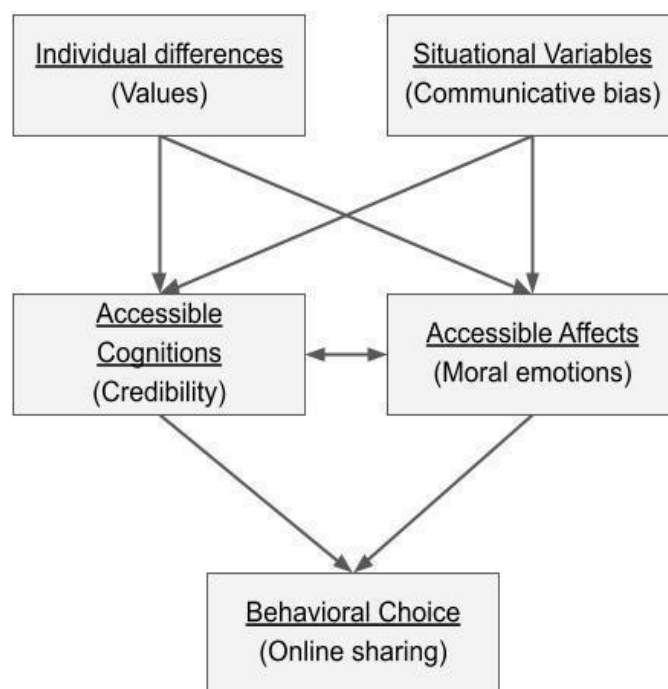 Individual differences
(Values)
Situational Variables
(Communicative bias)
Accessible
Cognitions
(Credibility)
Accessible Affects
(Moral emotions)
Behavioral Choice
(Online sharing)